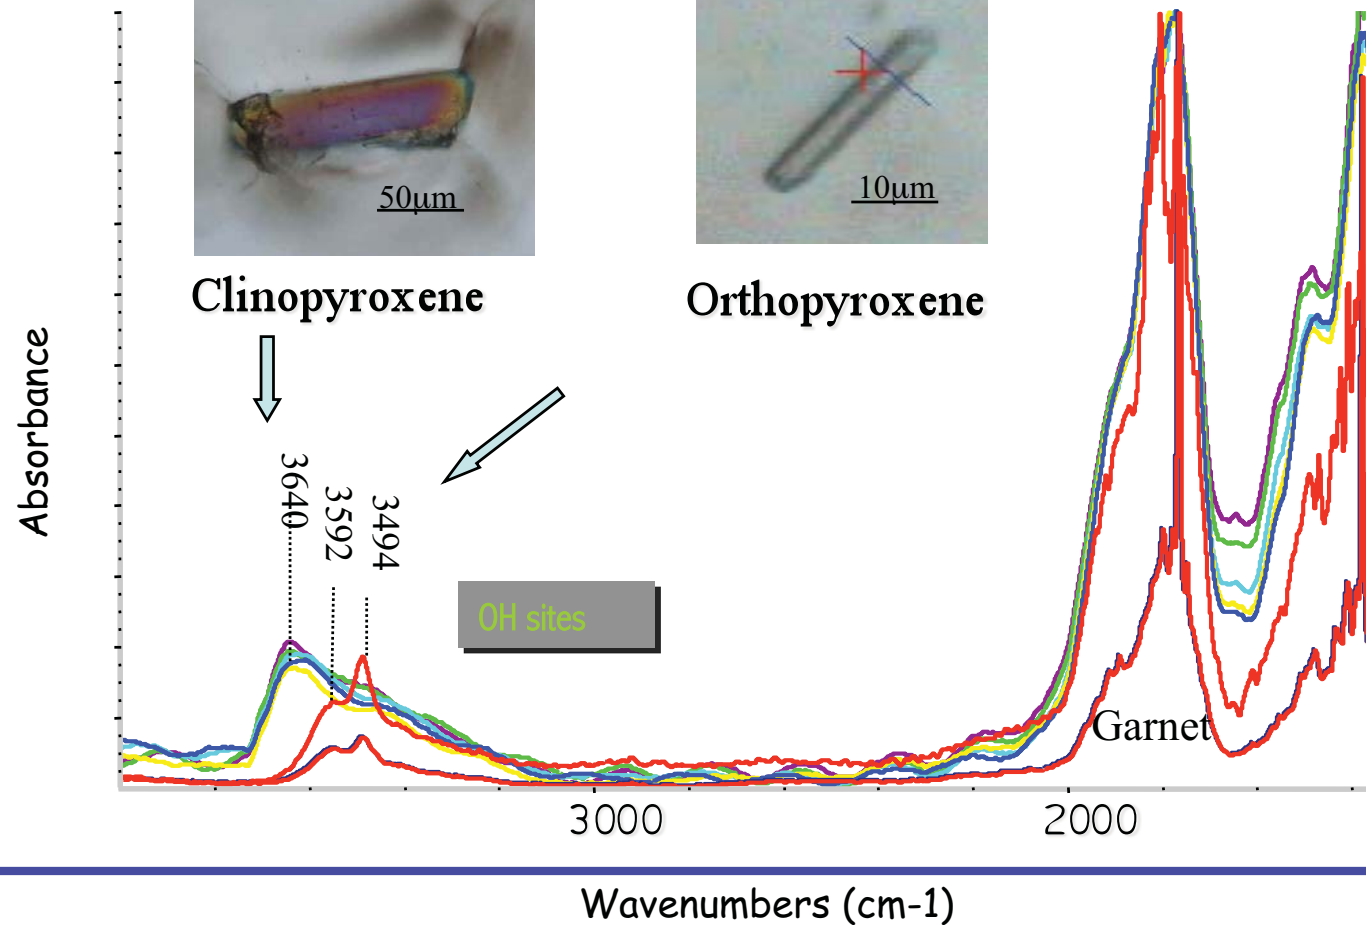 50μm
10μm
Clinopyroxene
Orthopyroxene
Absorbance
3640
3592
3494
OH sites
Garnet
3000
2000
Wavenumbers (cm-1)